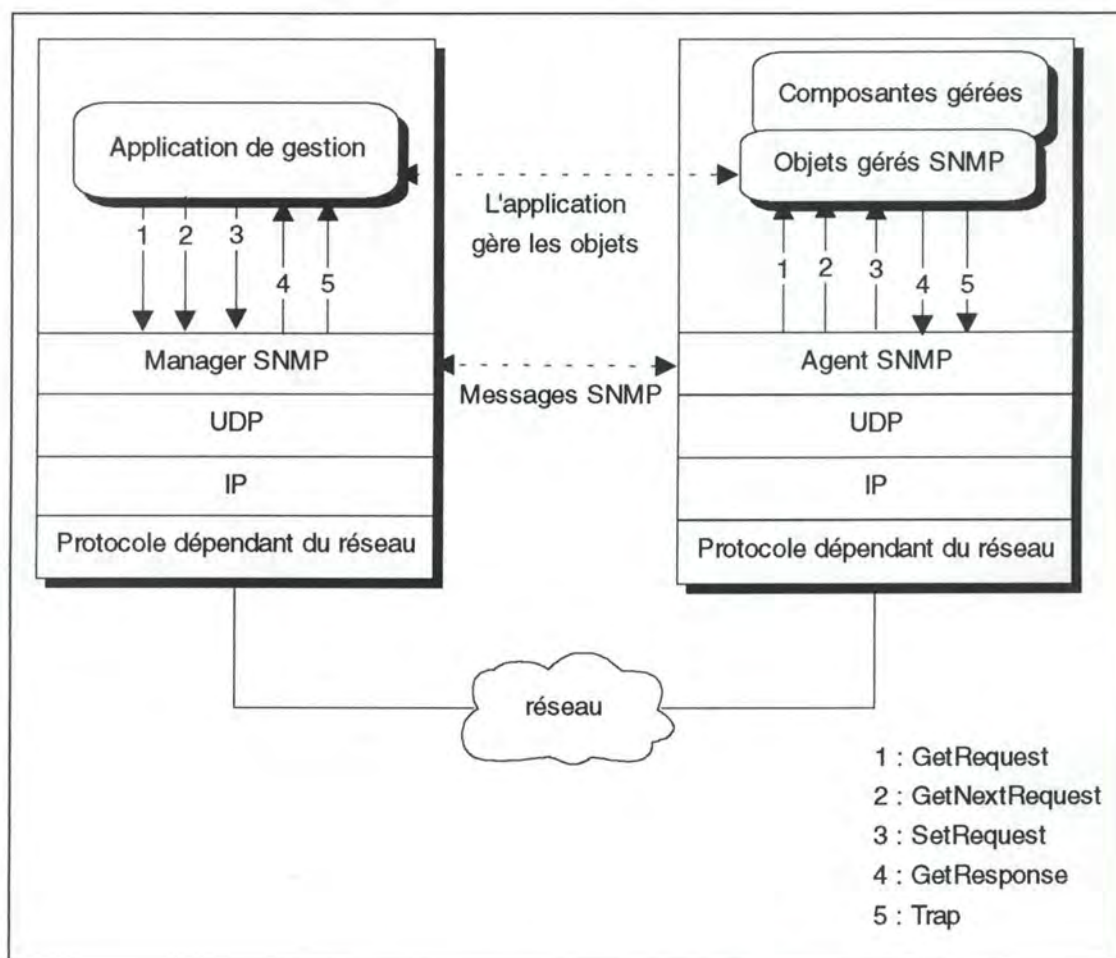 Application de gestion
1 2 3 4 5
Manager SNMP
UDP
IP
Protocole dépendant du réseau
L'application
gère les objets
Messages SNMP
Composantes gérées
Objets gérés SNMP
1 2 3 4 5
Agent SNMP
UDP
IP
Protocole dépendant du réseau
réseau
1 : GetRequest
2 : GetNextRequest
3 : SetRequest
4 : GetResponse
5 : Trap